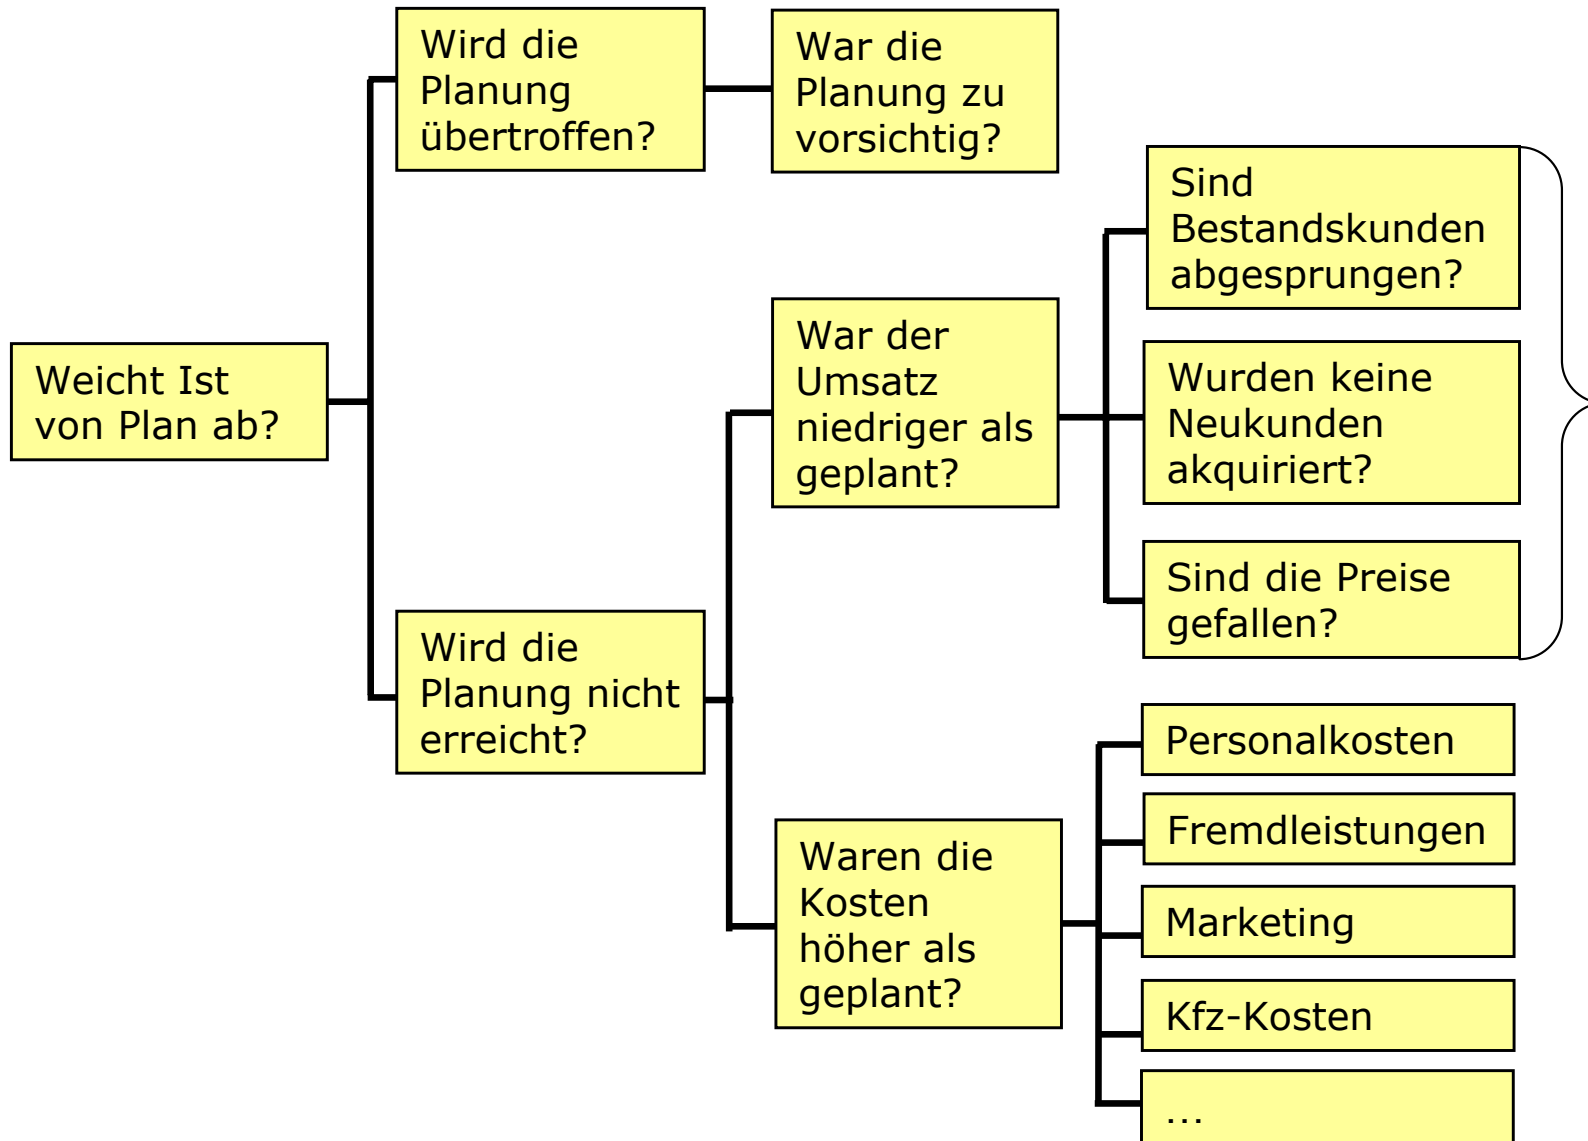 Weicht Ist
von Plan ab?
Wird die
Planung
übertroffen?
War die
Planung zu
vorsichtig?
Wird die
Planung nicht
erreicht?
War der
Umsatz
niedriger als
geplant?
Sind
Bestandskunden
abgesprungen?
Wurden keine
Neukunden
akquiriert?
Sind die Preise
gefallen?
Waren die
Kosten
höher als
geplant?
Personalkosten
Fremdleistungen
Marketing
Kfz-Kosten
...